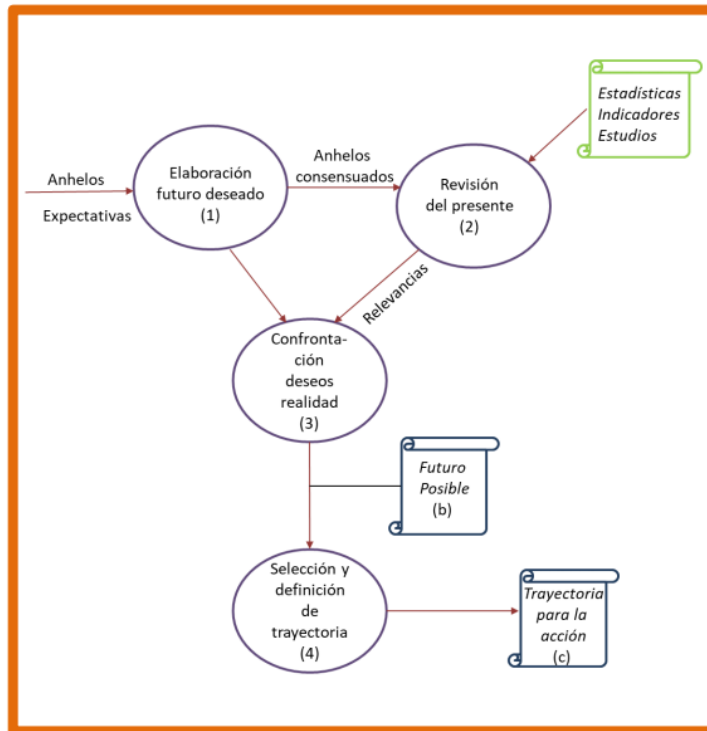 Estadísticas
Indicadores
Estudios
Anhelos
Expectativas
Elaboración
futuro deseado
(1)
Anhelos
consensuados
Revisión
del presente
(2)
Relevancias
Confronta-
ción
deseos
realidad
(3)
Futuro
Posible
(b)
Selección y
definición
de
trayectoria
(4)
Trayectoria
para la
acción
(c)